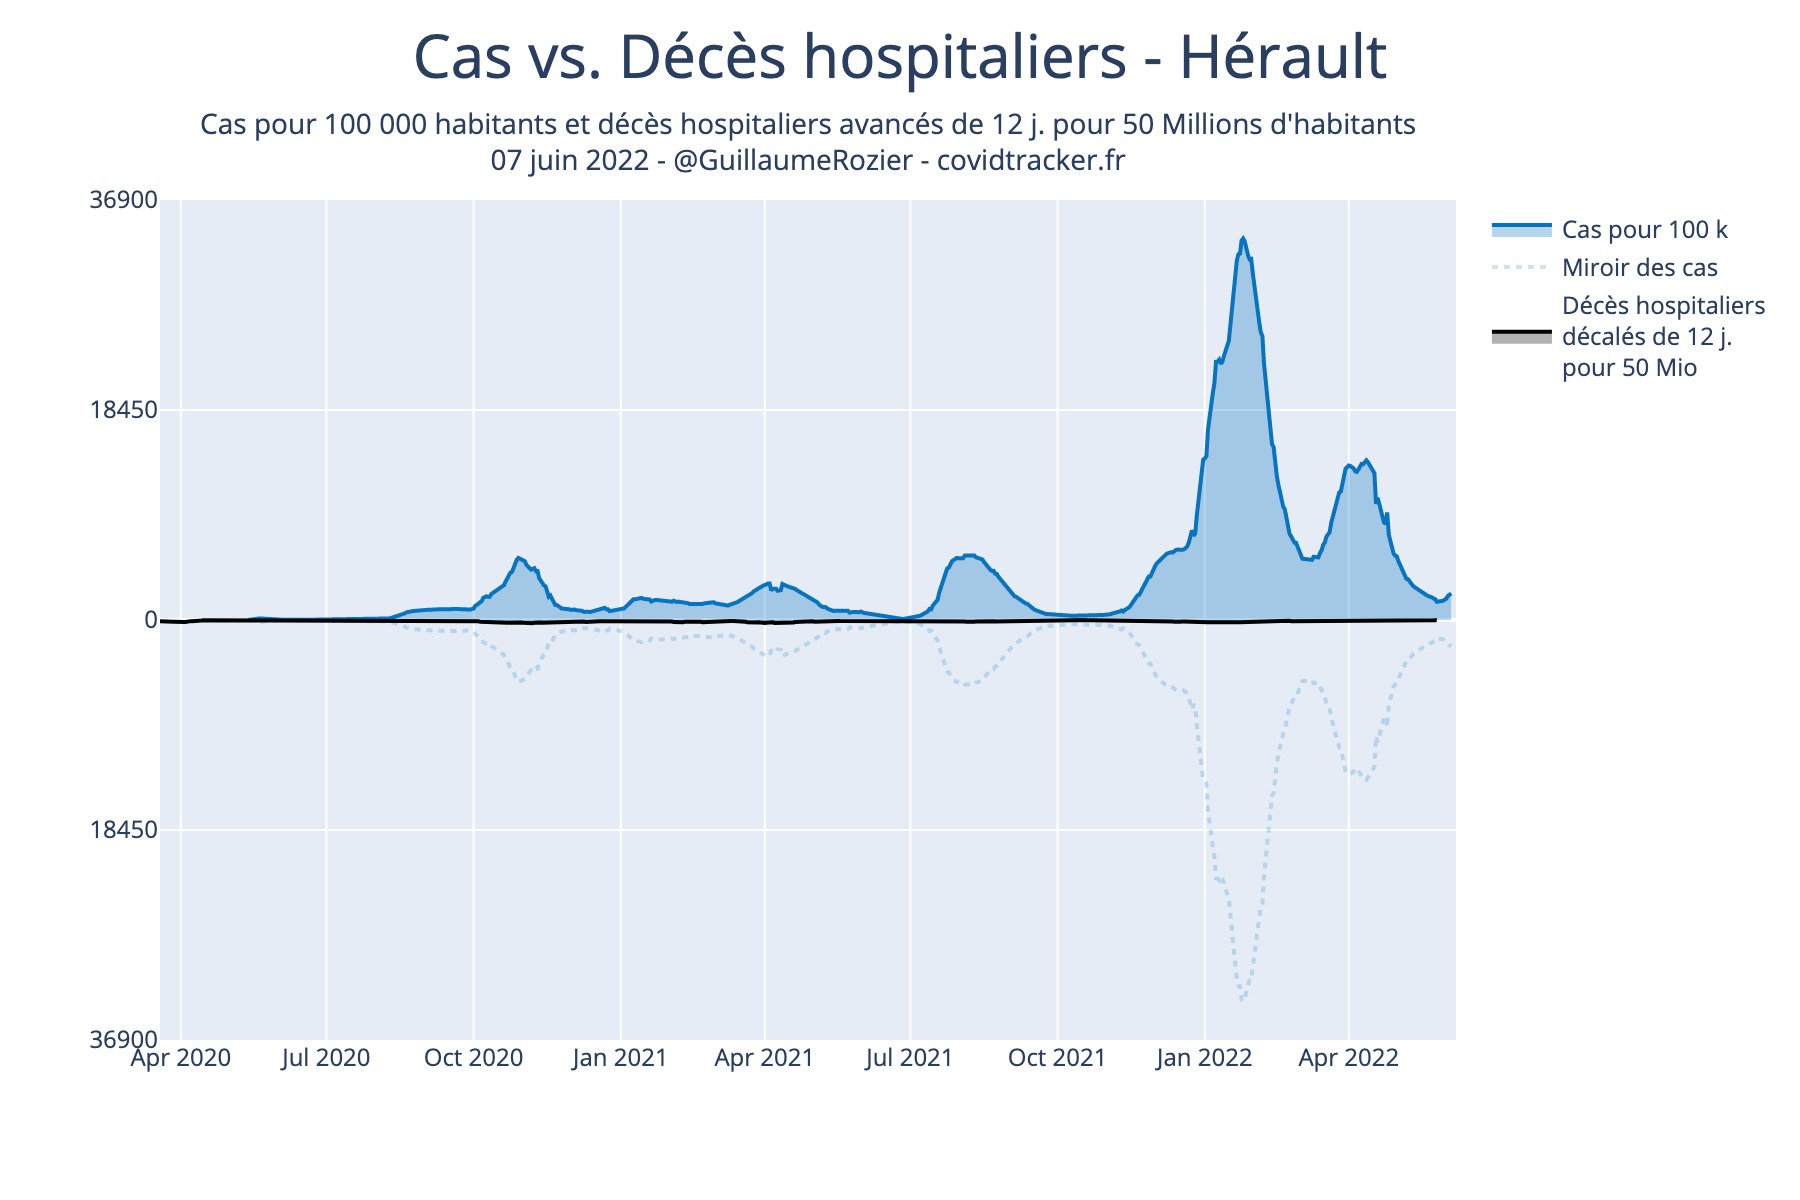 Cas vs. Décès hospitaliers - Hérault
Cas pour 100 000 habitants et décès hospitaliers avancés de 12 j. pour 50 Millions d'habitants
07 juin 2022 - @GuillaumeRozier - covidtracker.fr
36900
18450
0
18450
36900
Apr 2020 Jul 2020 Oct 2020 Jan 2021 Apr 2021 Jul 2021 Oct 2021 Jan 2022 Apr 2022
Cas pour 100 k
Miroir des cas
Décès hospitaliers
décalés de 12 j.
pour 50 Mio